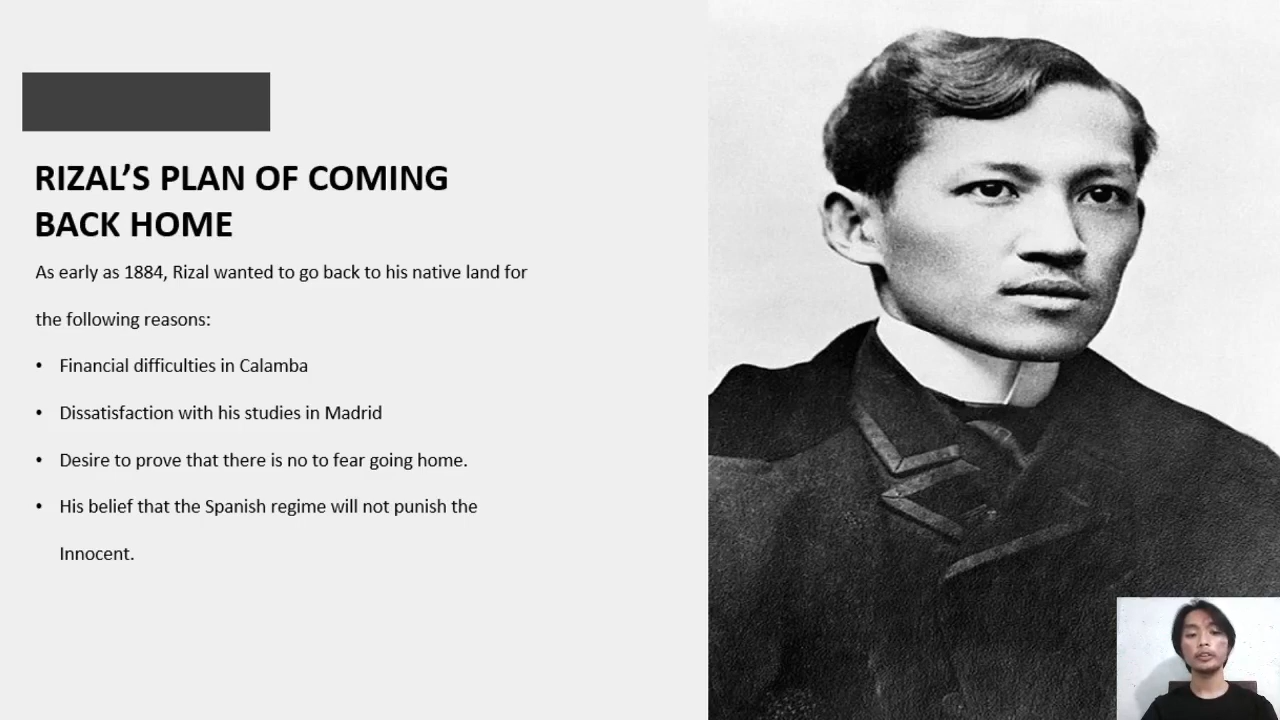 RIZAL’S PLAN OF COMING
BACK HOME
As early as 1884, Rizal wanted to go back to his native land for
the following reasons:
• Financial difficulties in Calamba
• Dissatisfaction with his studies in Madrid
• Desire to prove that there is no to fear going home.
• His belief that the Spanish regime will not punish the
Innocent.